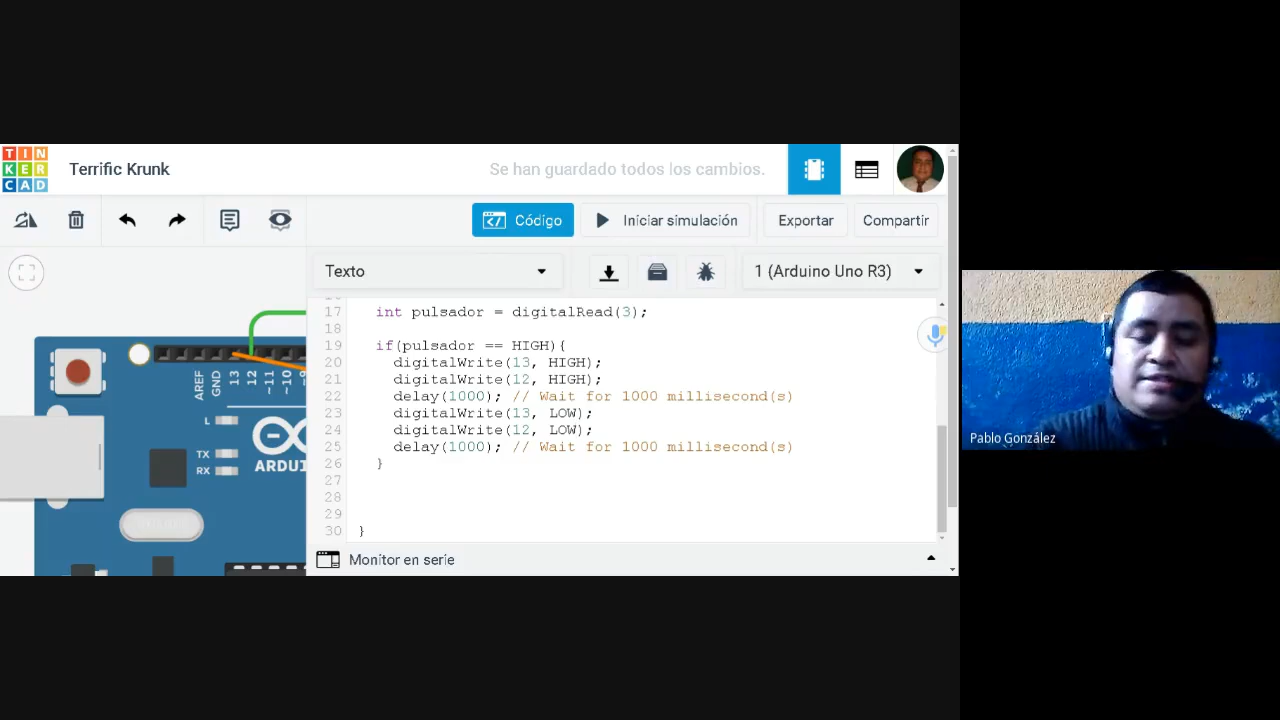 TIN
KER
CAD
Terrific Krunk
Se han guardado todos los cambios.
Código
Iniciar simulación
Exportar
Compartir
Texto
1 (Arduino Uno R3)
17 int pulsador = digitalRead(3);
18
19 if(pulsador == HIGH){
20 digitalWrite(13, HIGH);
21 digitalWrite(12, HIGH);
22 delay(1000); // Wait for 1000 millisecond(s)
23 digitalWrite(13, LOW);
24 digitalWrite(12, LOW);
25 delay(1000); // Wait for 1000 millisecond(s)
26 }
27
28
29
30 }
Monitor en serie
AREF
GND
13
12
~11
~10
L
TX
RX
ARDUI
Pablo González